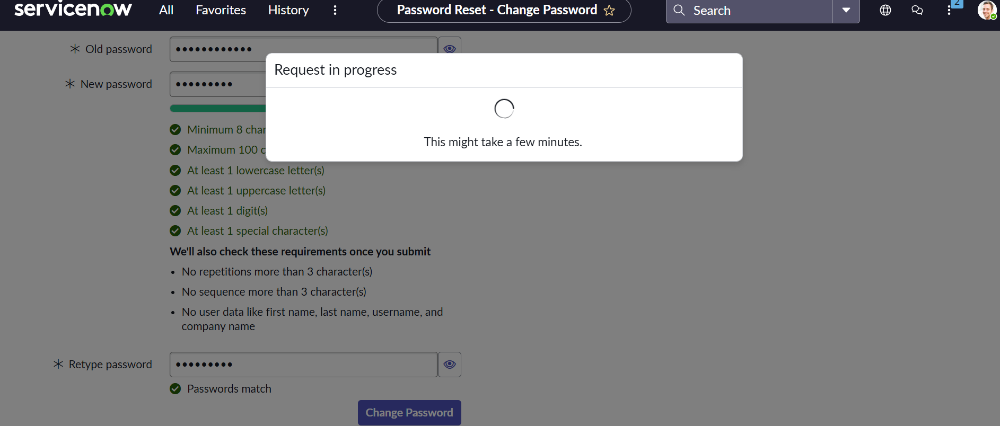 servicenow All Favorites History Password Reset - Change Password Search 2
Old password ••••••••••••
Request in progress
New password •••••••••
This might take a few minutes.
Minimum 8 char
Maximum 100 c
At least 1 lowercase letter(s)
At least 1 uppercase letter(s)
At least 1 digit(s)
At least 1 special character(s)
We'll also check these requirements once you submit
• No repetitions more than 3 character(s)
• No sequence more than 3 character(s)
• No user data like first name, last name, username, and
company name
Retype password •••••••••
Passwords match
Change Password